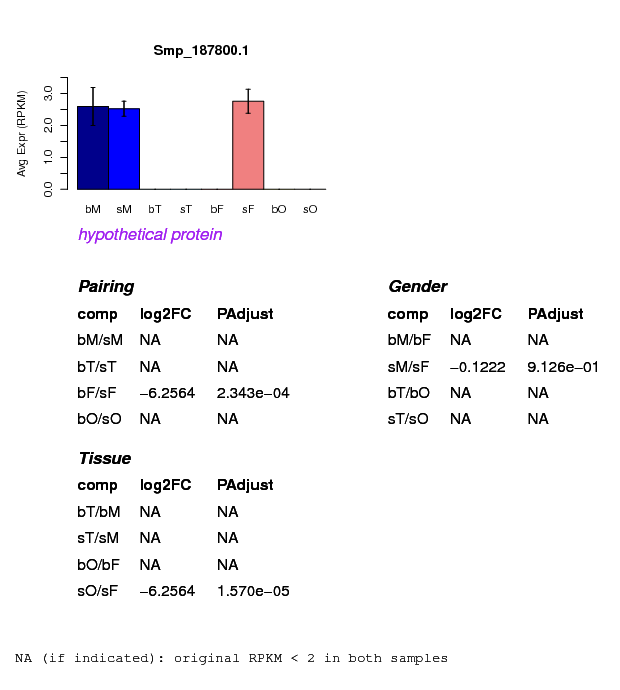 Smp_187800.1
Avg Expr (RPKM)
3.0
2.0
1.0
0.0
bM sM bT sT bF sF bO sO
hypothetical protein
Pairing
comp log2FC PAdjust
bM/sM NA NA
bT/sT NA NA
bF/sF −6.2564 2.343e−04
bO/sO NA NA
Gender
comp log2FC PAdjust
bM/bF NA NA
sM/sF −0.1222 9.126e−01
bT/bO NA NA
sT/sO NA NA
Tissue
comp log2FC PAdjust
bT/bM NA NA
sT/sM NA NA
bO/bF NA NA
sO/sF −6.2564 1.570e−05
NA (if indicated): original RPKM < 2 in both samples